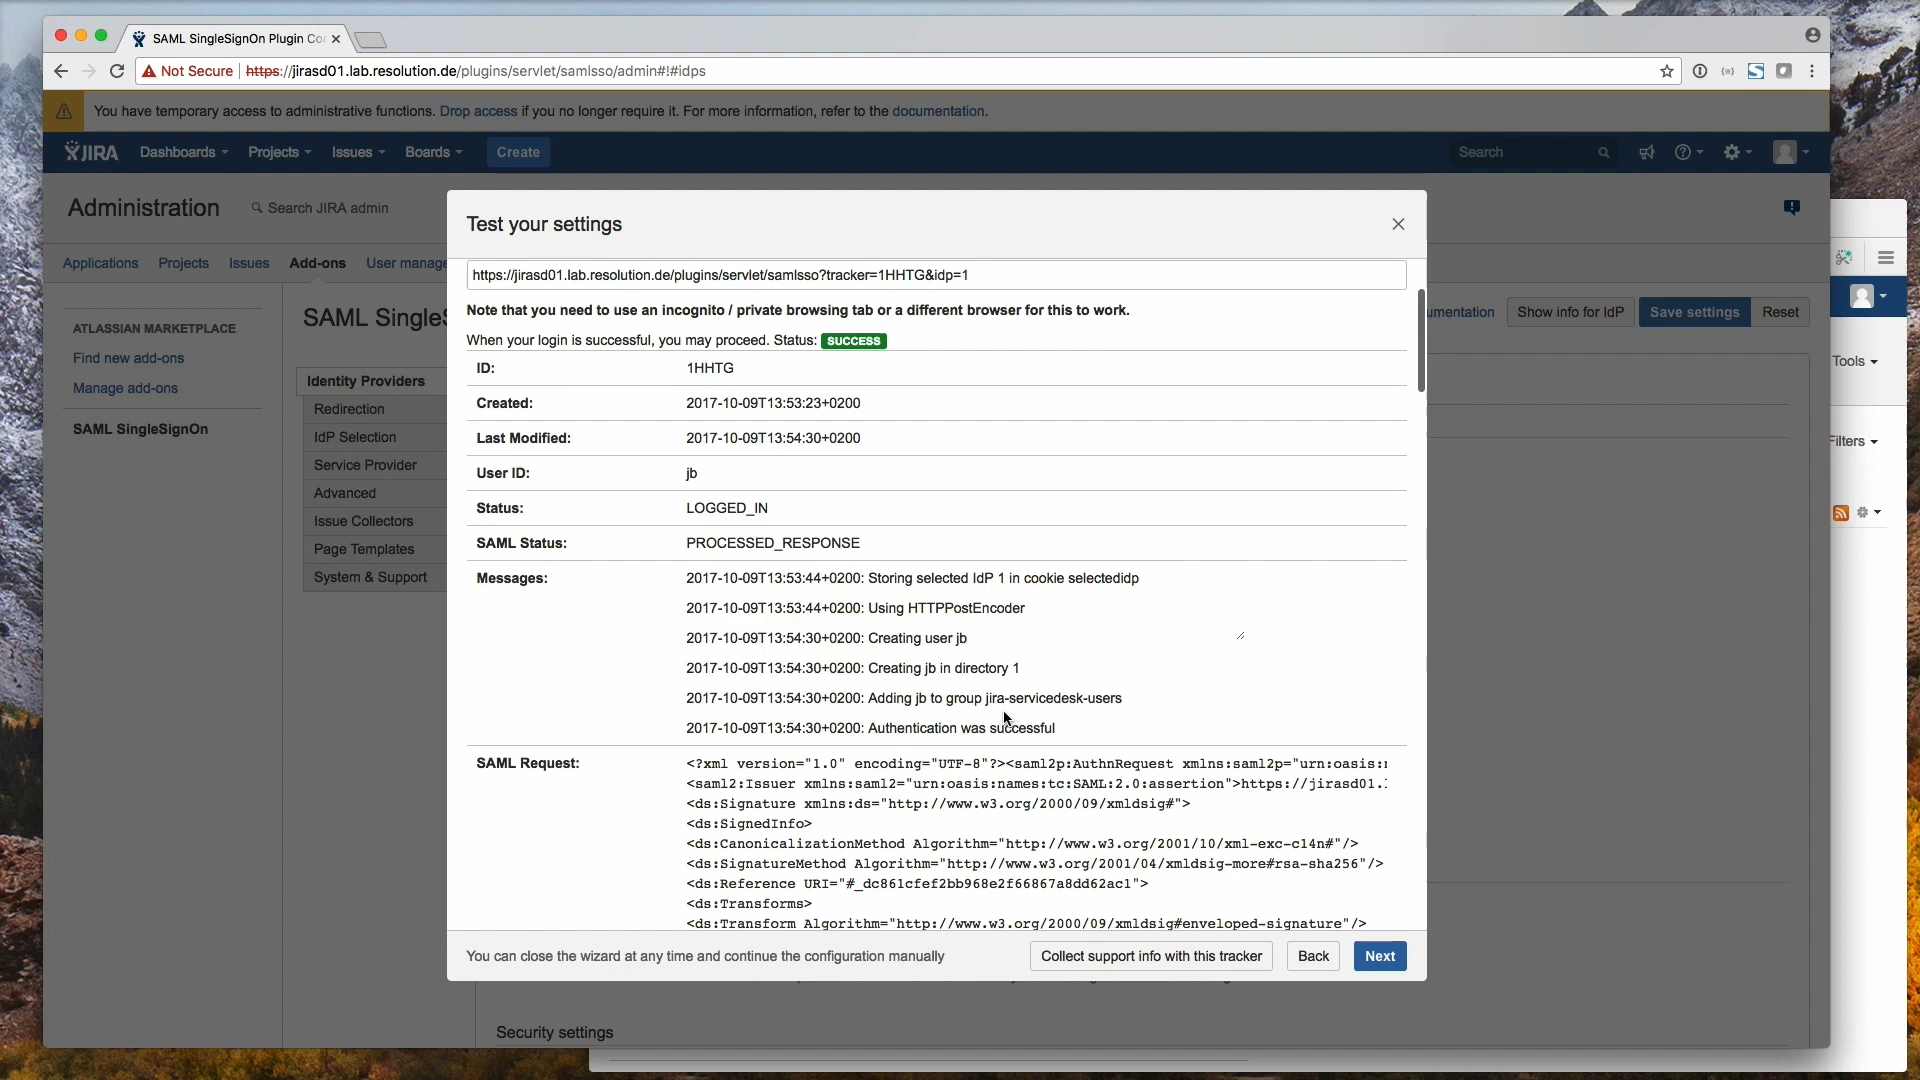 SAML SingleSignOn Plugin Co
Not Secure https://jirasd01.lab.resolution.de/plugins/servlet/samlsso/admin#!#idps
You have temporary access to administrative functions. Drop access if you no longer require it. For more information, refer to the documentation.
JIRA Dashboards Projects Issues Boards Create Search
Administration Search JIRA admin
Applications Projects Issues Add-ons User manage
ATLASSIAN MARKETPLACE
Find new add-ons
Manage add-ons
SAML SingleSignOn
SAML SingleS
umentation Show info for IdP Save settings Reset
Identity Providers
Redirection
IdP Selection
Service Provider
Advanced
Issue Collectors
Page Templates
System & Support
Tools
Filters
Test your settings
https://jirasd01.lab.resolution.de/plugins/servlet/samlsso?tracker=1HHTG&idp=1
Note that you need to use an incognito / private browsing tab or a different browser for this to work.
When your login is successful, you may proceed. Status: SUCCESS
ID: 1HHTG
Created: 2017-10-09T13:53:23+0200
Last Modified: 2017-10-09T13:54:30+0200
User ID: jb
Status: LOGGED_IN
SAML Status: PROCESSED_RESPONSE
Messages: 2017-10-09T13:53:44+0200: Storing selected IdP 1 in cookie selectedidp
2017-10-09T13:53:44+0200: Using HTTPPostEncoder
2017-10-09T13:54:30+0200: Creating user jb
2017-10-09T13:54:30+0200: Creating jb in directory 1
2017-10-09T13:54:30+0200: Adding jb to group jira-servicedesk-users
2017-10-09T13:54:30+0200: Authentication was successful
SAML Request: <?xml version="1.0" encoding="UTF-8"?><saml2p:AuthnRequest xmlns:saml2p="urn:oasis:
<saml2:Issuer xmlns:saml2="urn:oasis:names:tc:SAML:2.0:assertion">https://jirasd01.
<ds:Signature xmlns:ds="http://www.w3.org/2000/09/xmldsig#">
<ds:SignedInfo>
<ds:CanonicalizationMethod Algorithm="http://www.w3.org/2001/10/xml-exc-c14n#"/>
<ds:SignatureMethod Algorithm="http://www.w3.org/2001/04/xmldsig-more#rsa-sha256"/>
<ds:Reference URI="#_dc861cfef2bb968e2f66867a8dd62ac1">
<ds:Transforms>
<ds:Transform Algorithm="http://www.w3.org/2000/09/xmldsig#enveloped-signature"/>
You can close the wizard at any time and continue the configuration manually
Collect support info with this tracker Back Next
Security settings